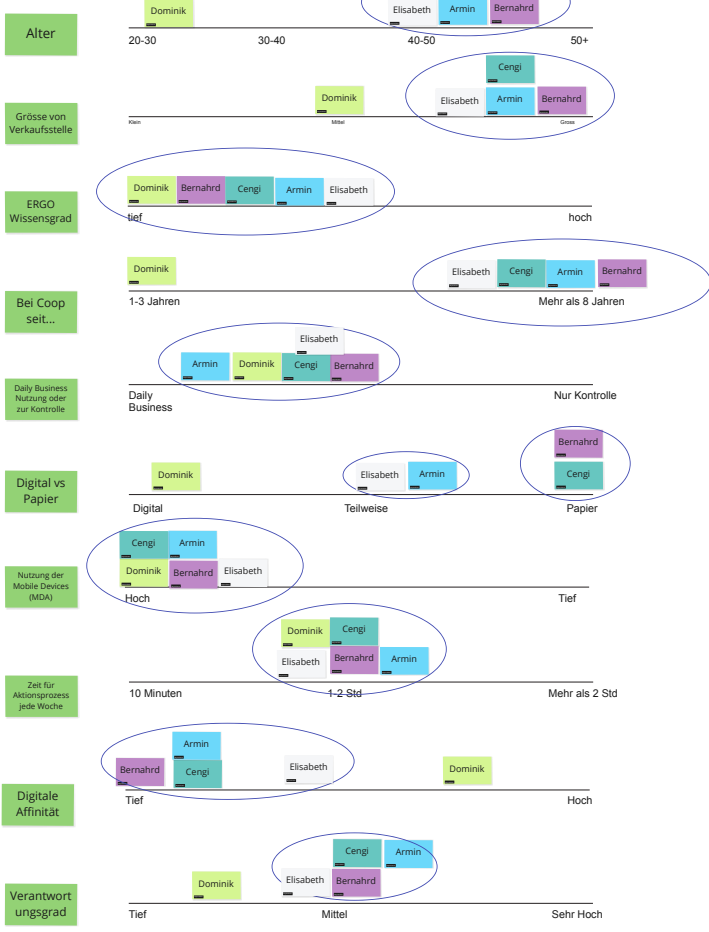 Dominik
Elisabeth
Armin
Bernahrd
Alter
20-30
30-40
40-50
50+
Cengi
Dominik
Elisabeth
Armin
Bernahrd
Grösse von
Verkaufsstelle
Klein
Mittel
Gross
Dominik
Bernahrd
Cengi
Armin
Elisabeth
ERGO
Wissensgrad
tief
hoch
Dominik
Elisabeth
Cengi
Armin
Bernahrd
Bei Coop
seit...
1-3 Jahren
Mehr als 8 Jahren
Elisabeth
Armin
Dominik
Cengi
Bernahrd
Daily Business
Nutzung oder
zur Kontrolle
Daily
Business
Nur Kontrolle
Bernahrd
Dominik
Elisabeth
Armin
Cengi
Digital vs
Papier
Digital
Teilweise
Papier
Cengi
Armin
Dominik
Bernahrd
Elisabeth
Nutzung der
Mobile Devices
(MDA)
Hoch
Tief
Dominik
Cengi
Elisabeth
Bernahrd
Armin
Zeit für
Aktionsprozess
jede Woche
10 Minuten
1-2 Std
Mehr als 2 Std
Armin
Bernahrd
Cengi
Elisabeth
Dominik
Digitale
Affinität
Tief
Hoch
Cengi
Armin
Dominik
Elisabeth
Bernahrd
Verantwort
ungsgrad
Tief
Mittel
Sehr Hoch